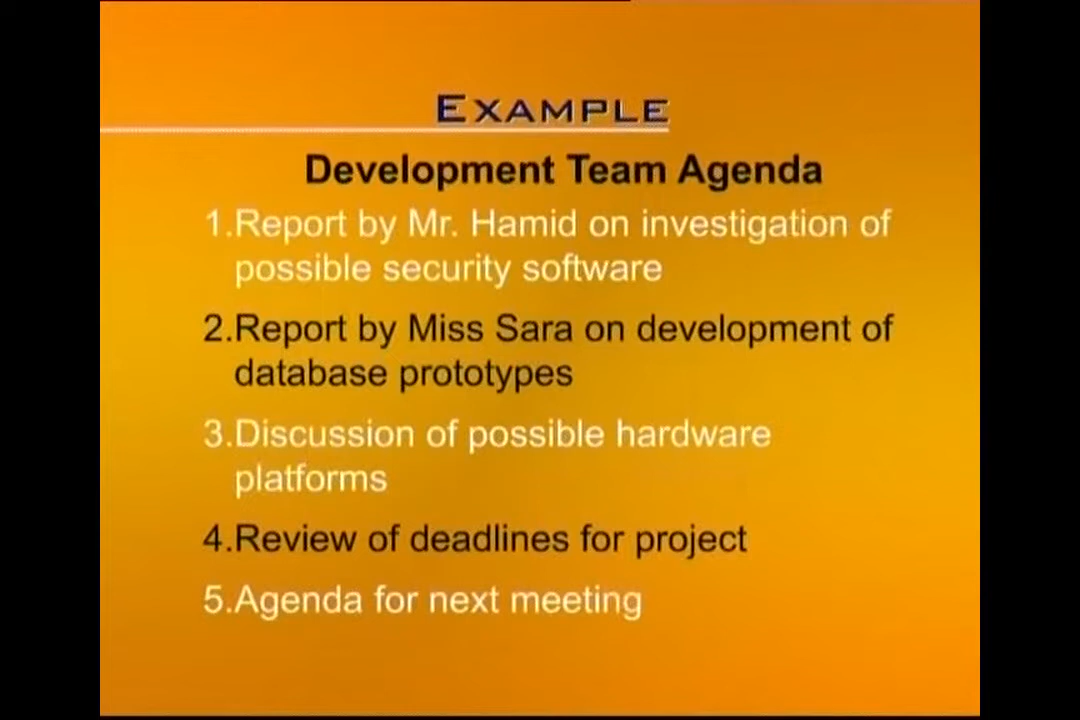 EXAMPLE
Development Team Agenda
1.Report by Mr. Hamid on investigation of
possible security software
2.Report by Miss Sara on development of
database prototypes
3.Discussion of possible hardware
platforms
4.Review of deadlines for project
5.Agenda for next meeting